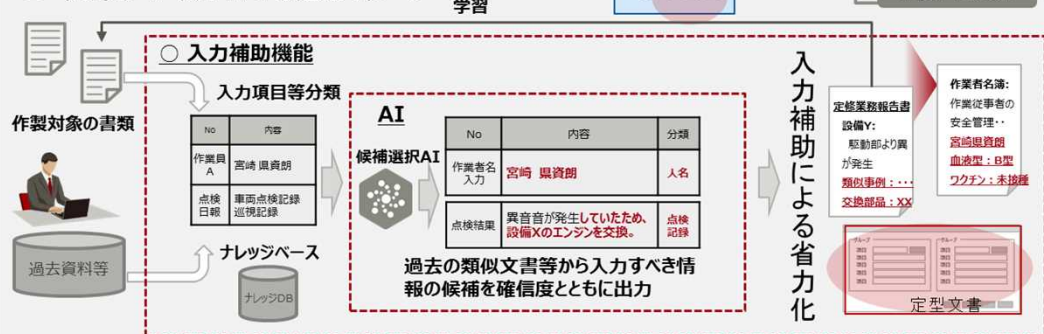 学習
○ 入力補助機能
入力項目等分類
作製対象の書類
No 内容
作業員A 宮崎 県資朗
点検日報 車両点検記録 巡視記録
過去資料等
ナレッジベース
ナレッジDB
AI
候補選択AI
No 内容 分類
作業者名入力 宮崎 県資朗 人名
点検結果 異音音が発生していたため、設備Xのエンジンを交換。 点検記録
過去の類似文書等から入力すべき情
報の候補を確信度とともに出力
入力補助による省力化
定修業務報告書
設備Y:
駆動部より異
が発生
類似事例：・・・
交換部品：XX
作業者名簿:
作業従事者の
安全管理・・
宮崎県資朗
血液型：B型
ワクチン：未接種
定型文書